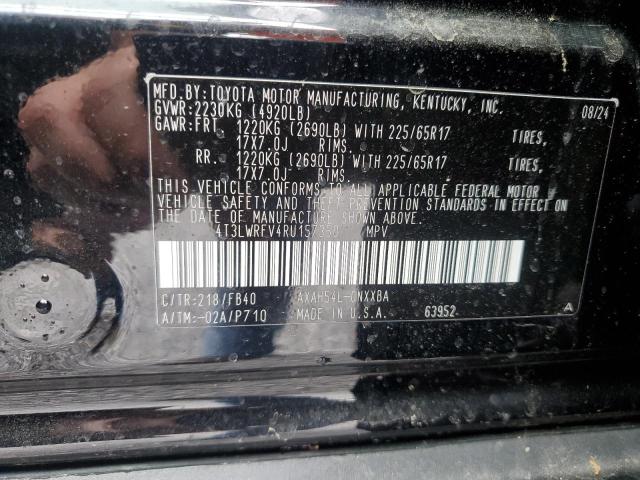 MFD.BY:TOYOTA MOTOR MANUFACTURING, KENTUCKY, INC.
GVWR:2230KG (4920LB) 08/24
GAWR:FRT. 1220KG (2690LB) WITH 225/65R17 TIRES,
17X7.0J RIMS.
RR. 1220KG (2690LB) WITH 225/65R17 TIRES,
17X7.0J RIMS.
THIS VEHICLE CONFORMS TO ALL APPLICABLE FEDERAL MOTOR
VEHICLE SAFETY AND THEFT PREVENTION STANDARDS IN EFFECT ON
THE DATE OF MANUFACTURE SHOWN ABOVE.
4T3LWRFV4RU157350 MPV
C/TR:218/FB40 AXAH54L-CNXXBA
A/TM:-02A/P710 MADE IN U.S.A. 63952 A